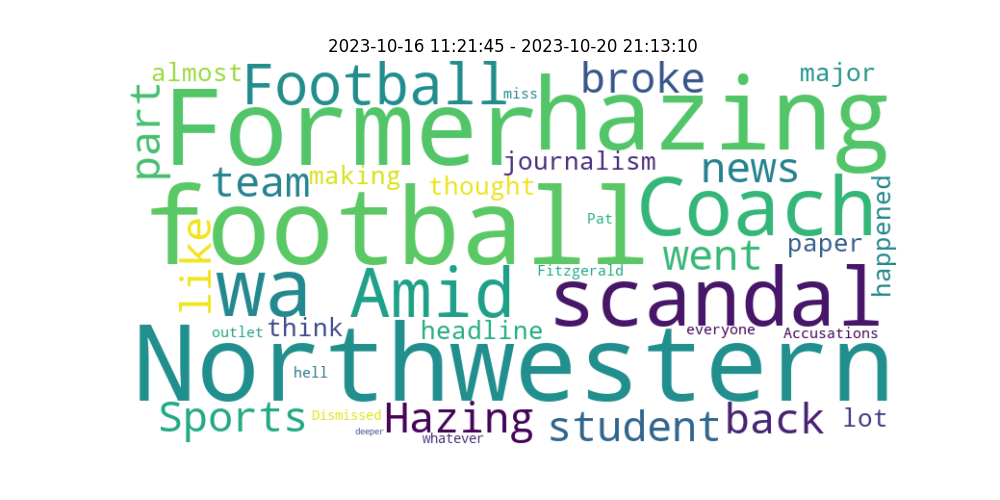 2023-10-16 11:21:45 - 2023-10-20 21:13:10
almost
Football
miss
broke
major
part
Former
hazing
journalism
news
team
making
thought
football
Pat
Coach
happened
like
wa
Amid
Fitzgerald
went
paper
scandal
outlet
think
headline
everyone
Accusations
Northwestern
hell
Sports
Dismissed
deeper
Hazing
whatever
student
back
lot